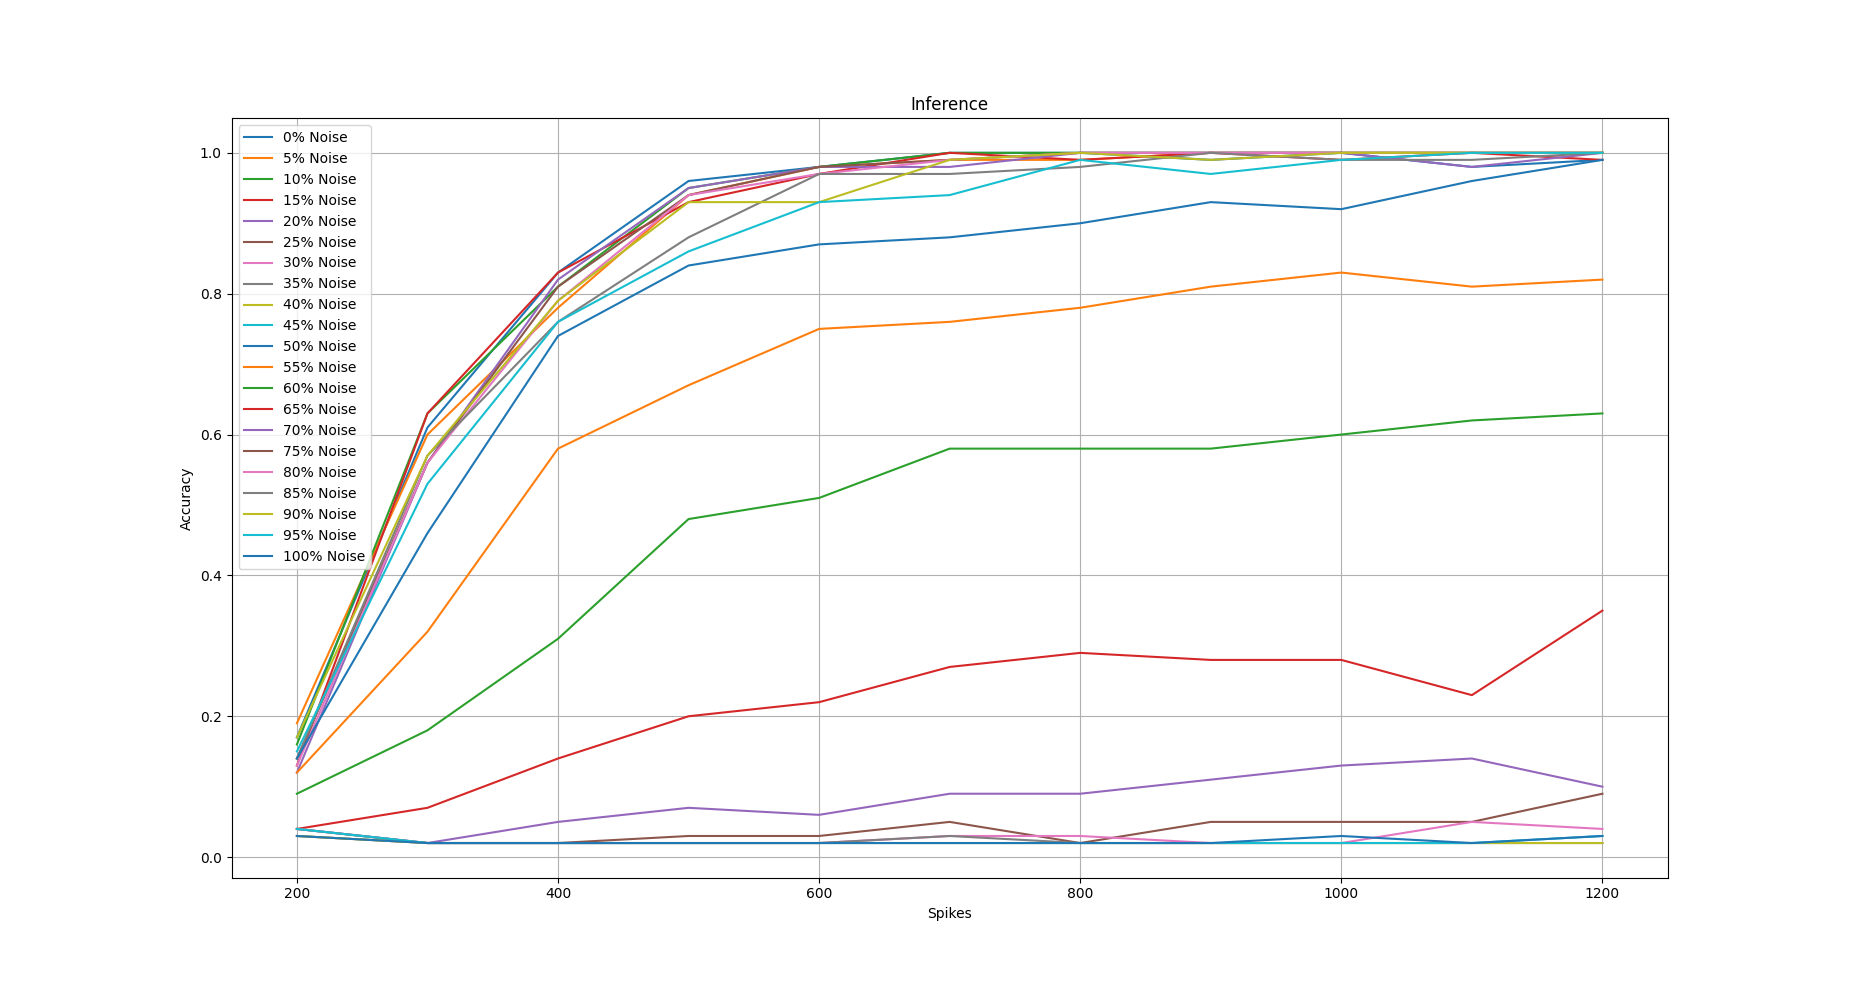 Inference
1.0
0.8
0.6
0.4
0.2
0.0
Accuracy
0% Noise
5% Noise
10% Noise
15% Noise
20% Noise
25% Noise
30% Noise
35% Noise
40% Noise
45% Noise
50% Noise
55% Noise
60% Noise
65% Noise
70% Noise
75% Noise
80% Noise
85% Noise
90% Noise
95% Noise
100% Noise
200 400 600 800 1000 1200
Spikes